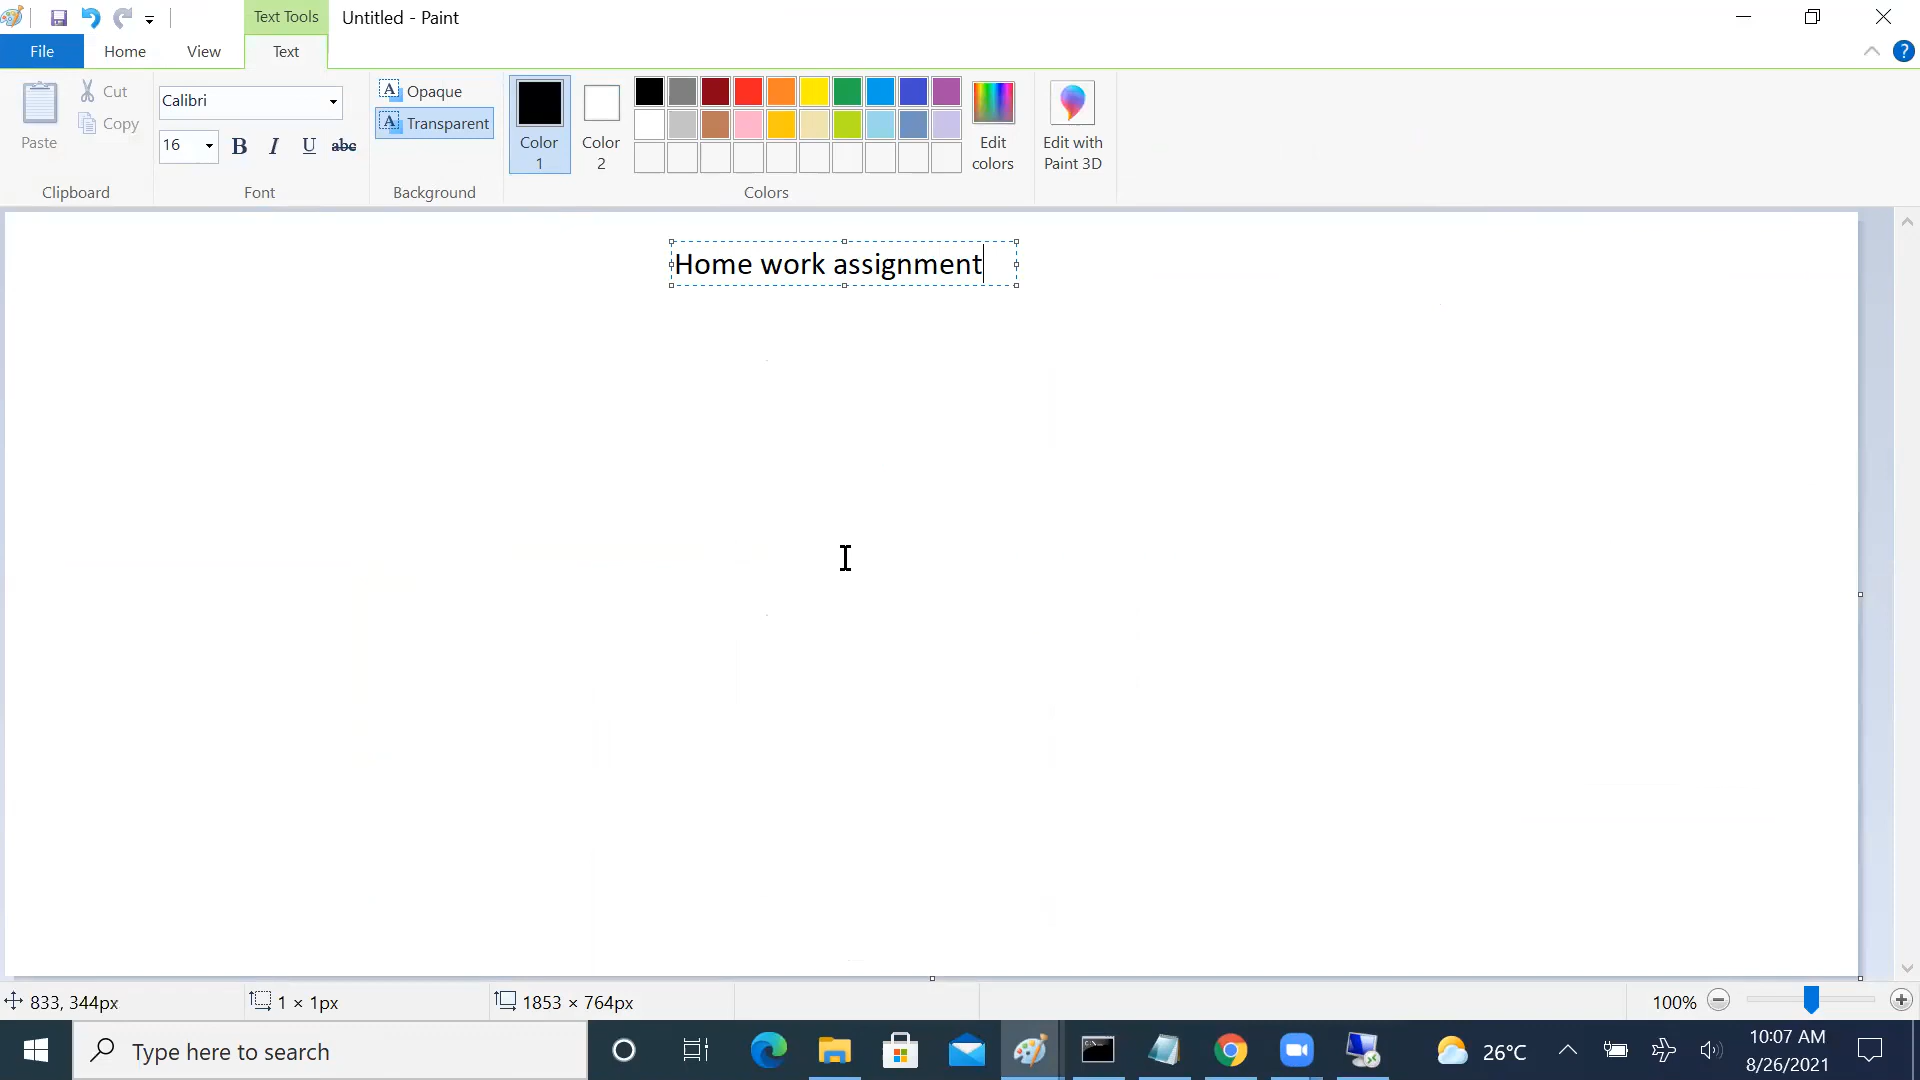 Text Tools Untitled - Paint
File Home View Text ?
Paste Cut Copy
Calibri
16 B I U abc
A Opaque
A Transparent
Color 1
Color 2
Edit colors
Edit with Paint 3D
Clipboard Font Background Colors
Home work assignment
833, 344px 1 × 1px 1853 × 764px 100%
Type here to search
26°C
10:07 AM
8/26/2021